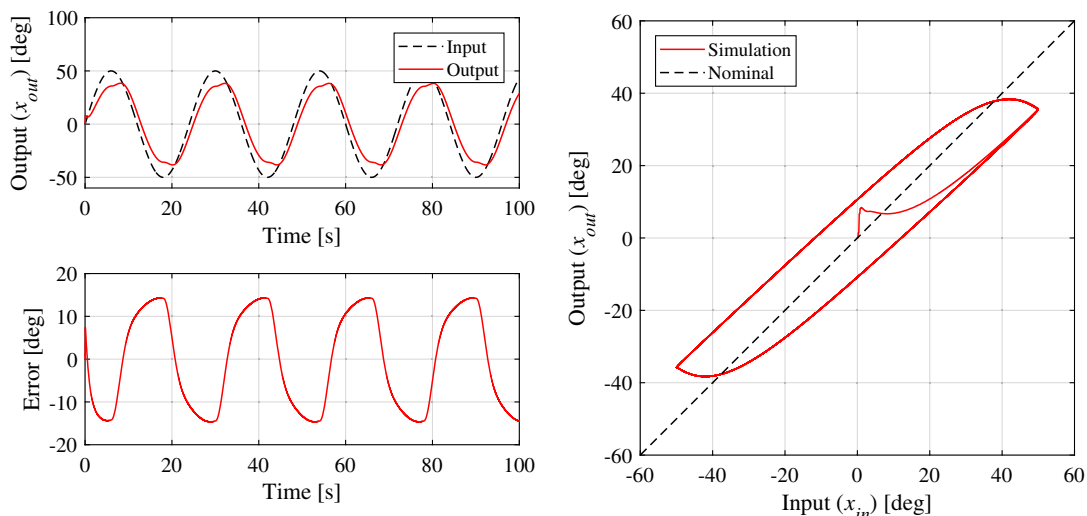 100
50
0
-50
Output (x_out) [deg]
Input
Output
0 20 40 60 80 100
Time [s]
20
10
0
-10
-20
Error [deg]
0 20 40 60 80 100
Time [s]
60
40
20
0
-20
-40
-60
Output (x_out) [deg]
Simulation
Nominal
-60 -40 -20 0 20 40 60
Input (x_in) [deg]